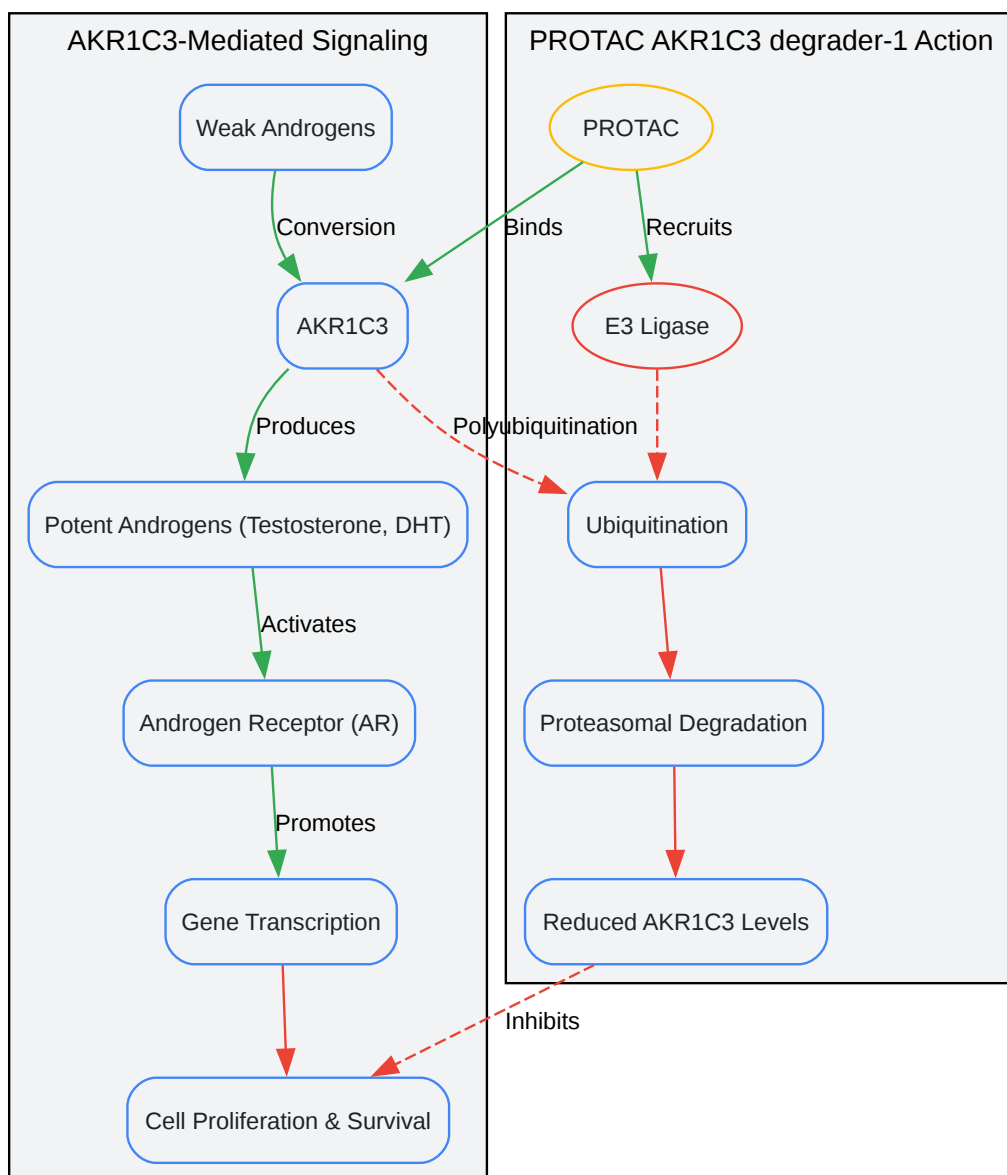 AKR1C3-Mediated Signaling
PROTAC AKR1C3 degrader-1 Action
Weak Androgens
PROTAC
Conversion
Binds
Recruits
AKR1C3
E3 Ligase
Produces
Polyubiquitination
Potent Androgens (Testosterone, DHT)
Ubiquitination
Activates
Androgen Receptor (AR)
Proteasomal Degradation
Promotes
Gene Transcription
Reduced AKR1C3 Levels
Inhibits
Cell Proliferation & Survival